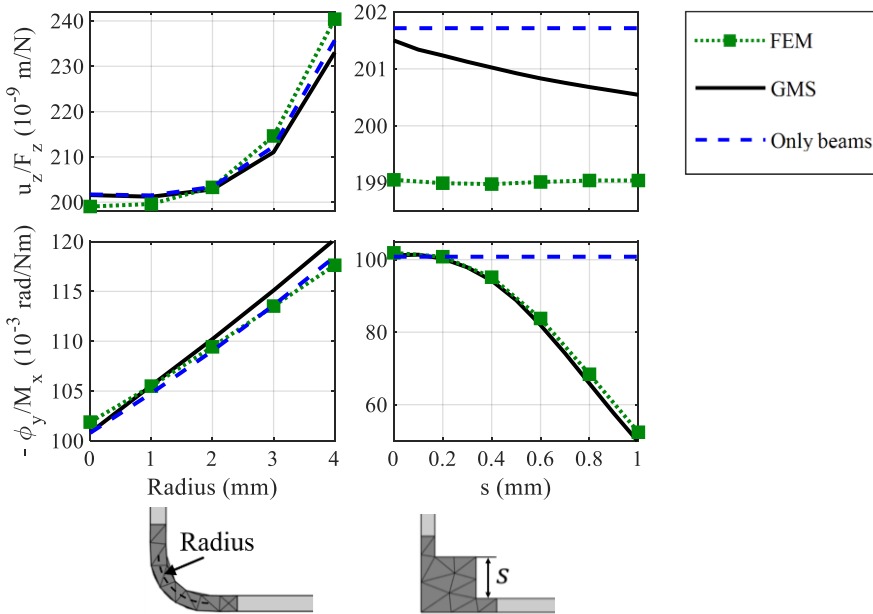 240
230
220
210
200
u_z/F_z (10^-9 m/N)
202
201
200
199
FEM
GMS
Only beams
120
115
110
105
100
- ϕ_y/M_x (10^-3 rad/Nm)
0 1 2 3 4
Radius (mm)
100
80
60
0 0.2 0.4 0.6 0.8 1
s (mm)
Radius
s